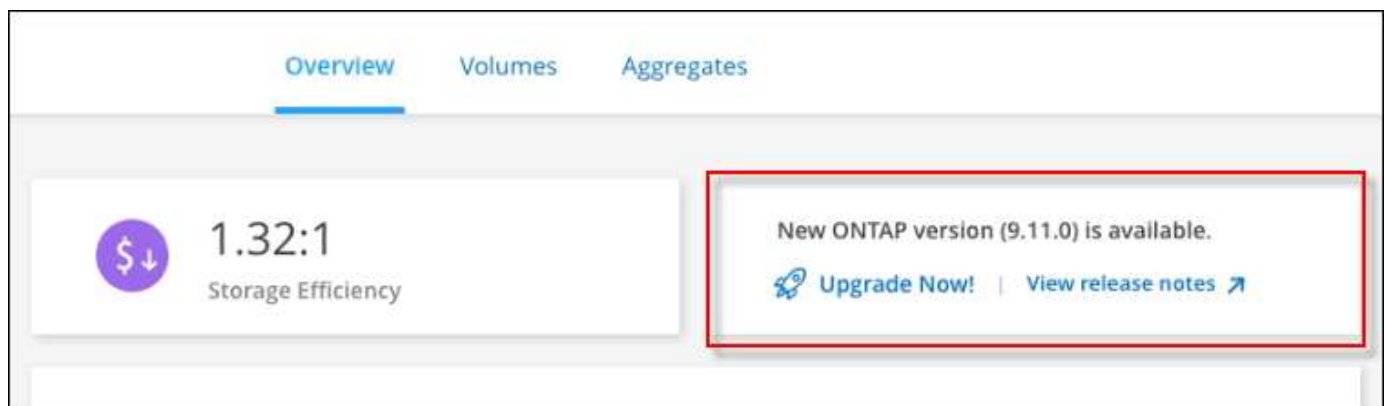 Overview Volumes Aggregates
1.32:1
Storage Efficiency
New ONTAP version (9.11.0) is available.
Upgrade Now! | View release notes